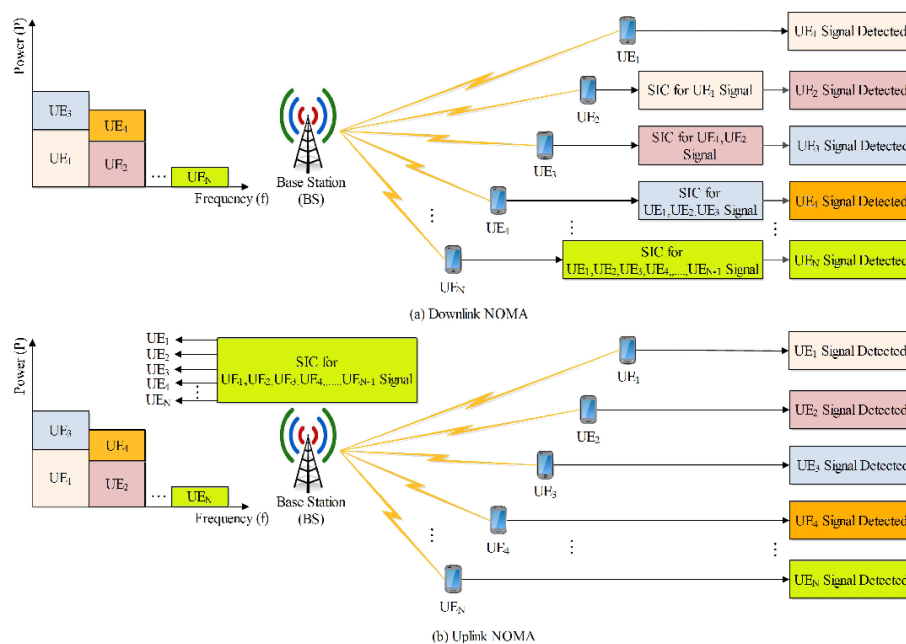 Power (P)
UE3
UE4
UE1
UE2
...
UEN
Frequency (f)
Base Station
(BS)
UE1
UE1 Signal Detected
UE2
SIC for UE1 Signal
UE2 Signal Detected
UE3
SIC for UE1,UE2
Signal
UE3 Signal Detected
UE4
SIC for
UE1,UE2,UE3 Signal
UE4 Signal Detected
UEN
SIC for
UE1,UE2,UE3,UE4,.....,UEN-1 Signal
UEN Signal Detected
(a) Downlink NOMA
UE1
UE2
UE3
UE4
UEN
SIC for
UE1,UE2,UE3,UE4,......UEN-1 Signal
Power (P)
UE3
UE4
UE1
UE2
...
UEN
Frequency (f)
Base Station
(BS)
UE1
UE1 Signal Detected
UE2
UE2 Signal Detected
UE3
UE3 Signal Detected
UE4
UE4 Signal Detected
UEN
UEN Signal Detected
(b) Uplink NOMA